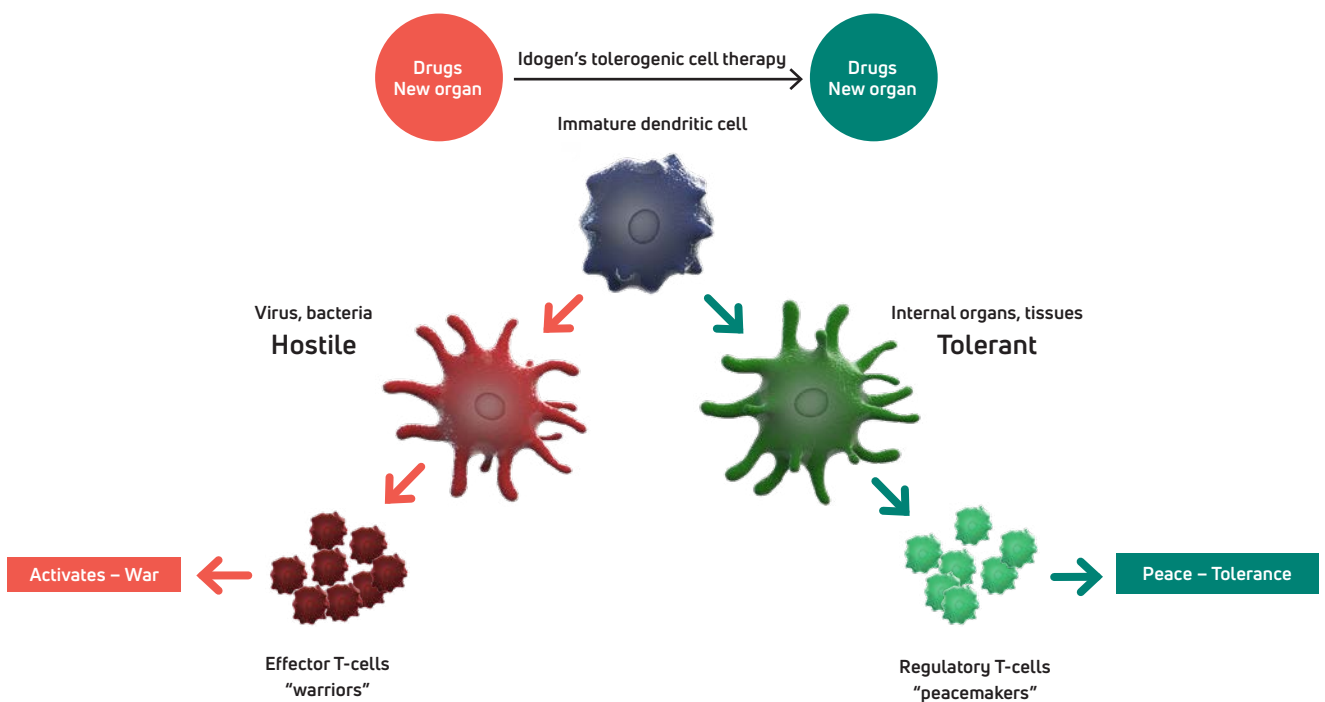 Drugs
New organ
Idogen's tolerogenic cell therapy
Drugs
New organ
Immature dendritic cell
Virus, bacteria
Hostile
Internal organs, tissues
Tolerant
Activates – War
Peace – Tolerance
Effector T-cells
“warriors”
Regulatory T-cells
“peacemakers”